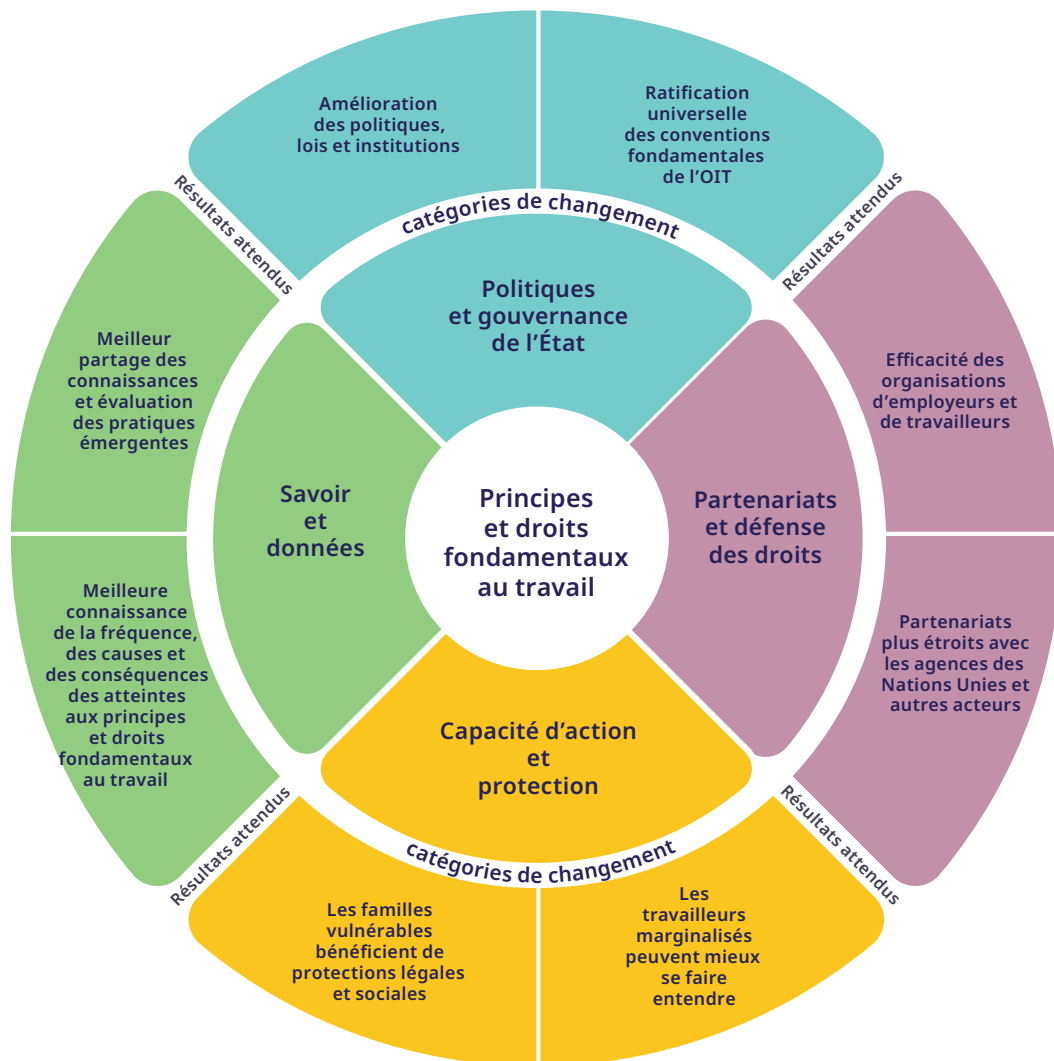 Amélioration
des politiques,
lois et institutions
Ratification
universelle
des conventions
fondamentales
de l’OIT
Résultats attendus
catégories de changement
Résultats attendus
Politiques
et gouvernance
de l’État
Meilleur
partage des
connaissances
et évaluation
des pratiques
émergentes
Efficacité des
organisations
d’employeurs et
de travailleurs
Savoir
et
données
Principes
et droits
fondamentaux
au travail
Partenariats
et défense
des droits
Meilleure
connaissance
de la fréquence,
des causes et
des conséquences
des atteintes
aux principes
et droits
fondamentaux
au travail
Partenariats
plus étroits avec
les agences des
Nations Unies et
autres acteurs
Capacité d’action
et
protection
Résultats attendus
catégories de changement
Résultats attendus
Les familles
vulnérables
bénéficient de
protections légales
et sociales
Les
travailleurs
marginalisés
peuvent mieux
se faire
entendre